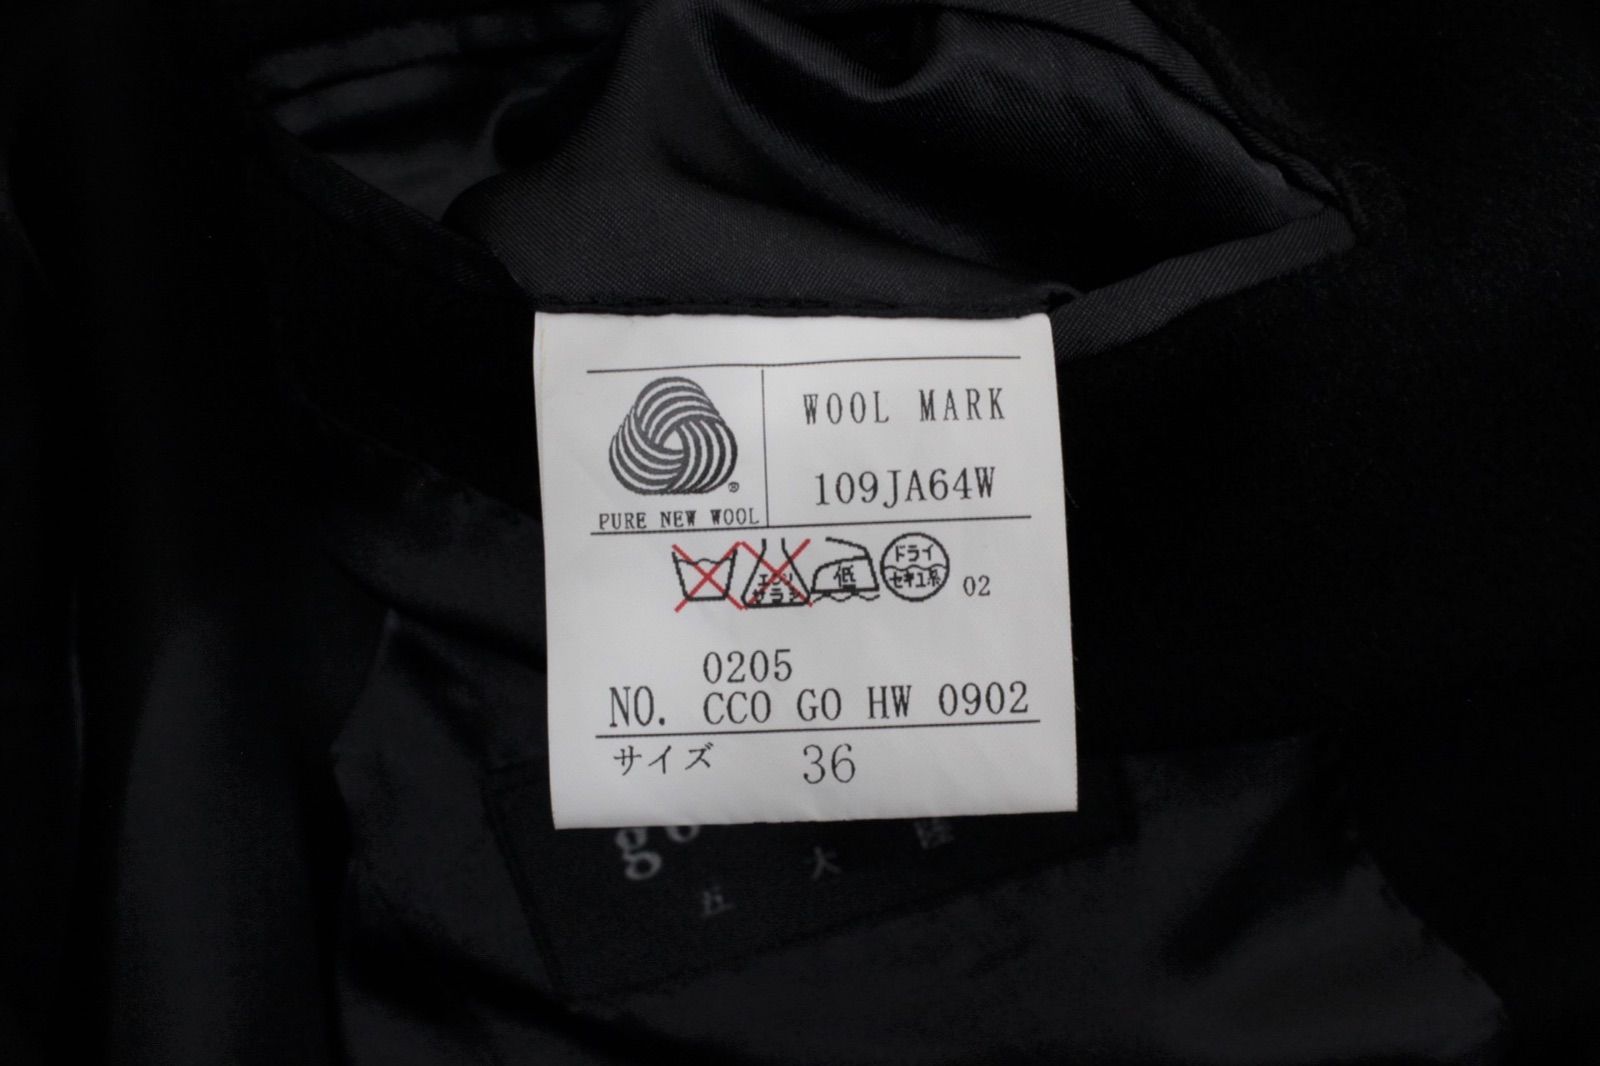 WOOL MARK
109JA64W
®
PURE NEW WOOL
エンソ
サラシ
低
ドライ
セキユ系
02
0205
NO. CCO GO HW 0902
サイズ 36
go
五 大 陸